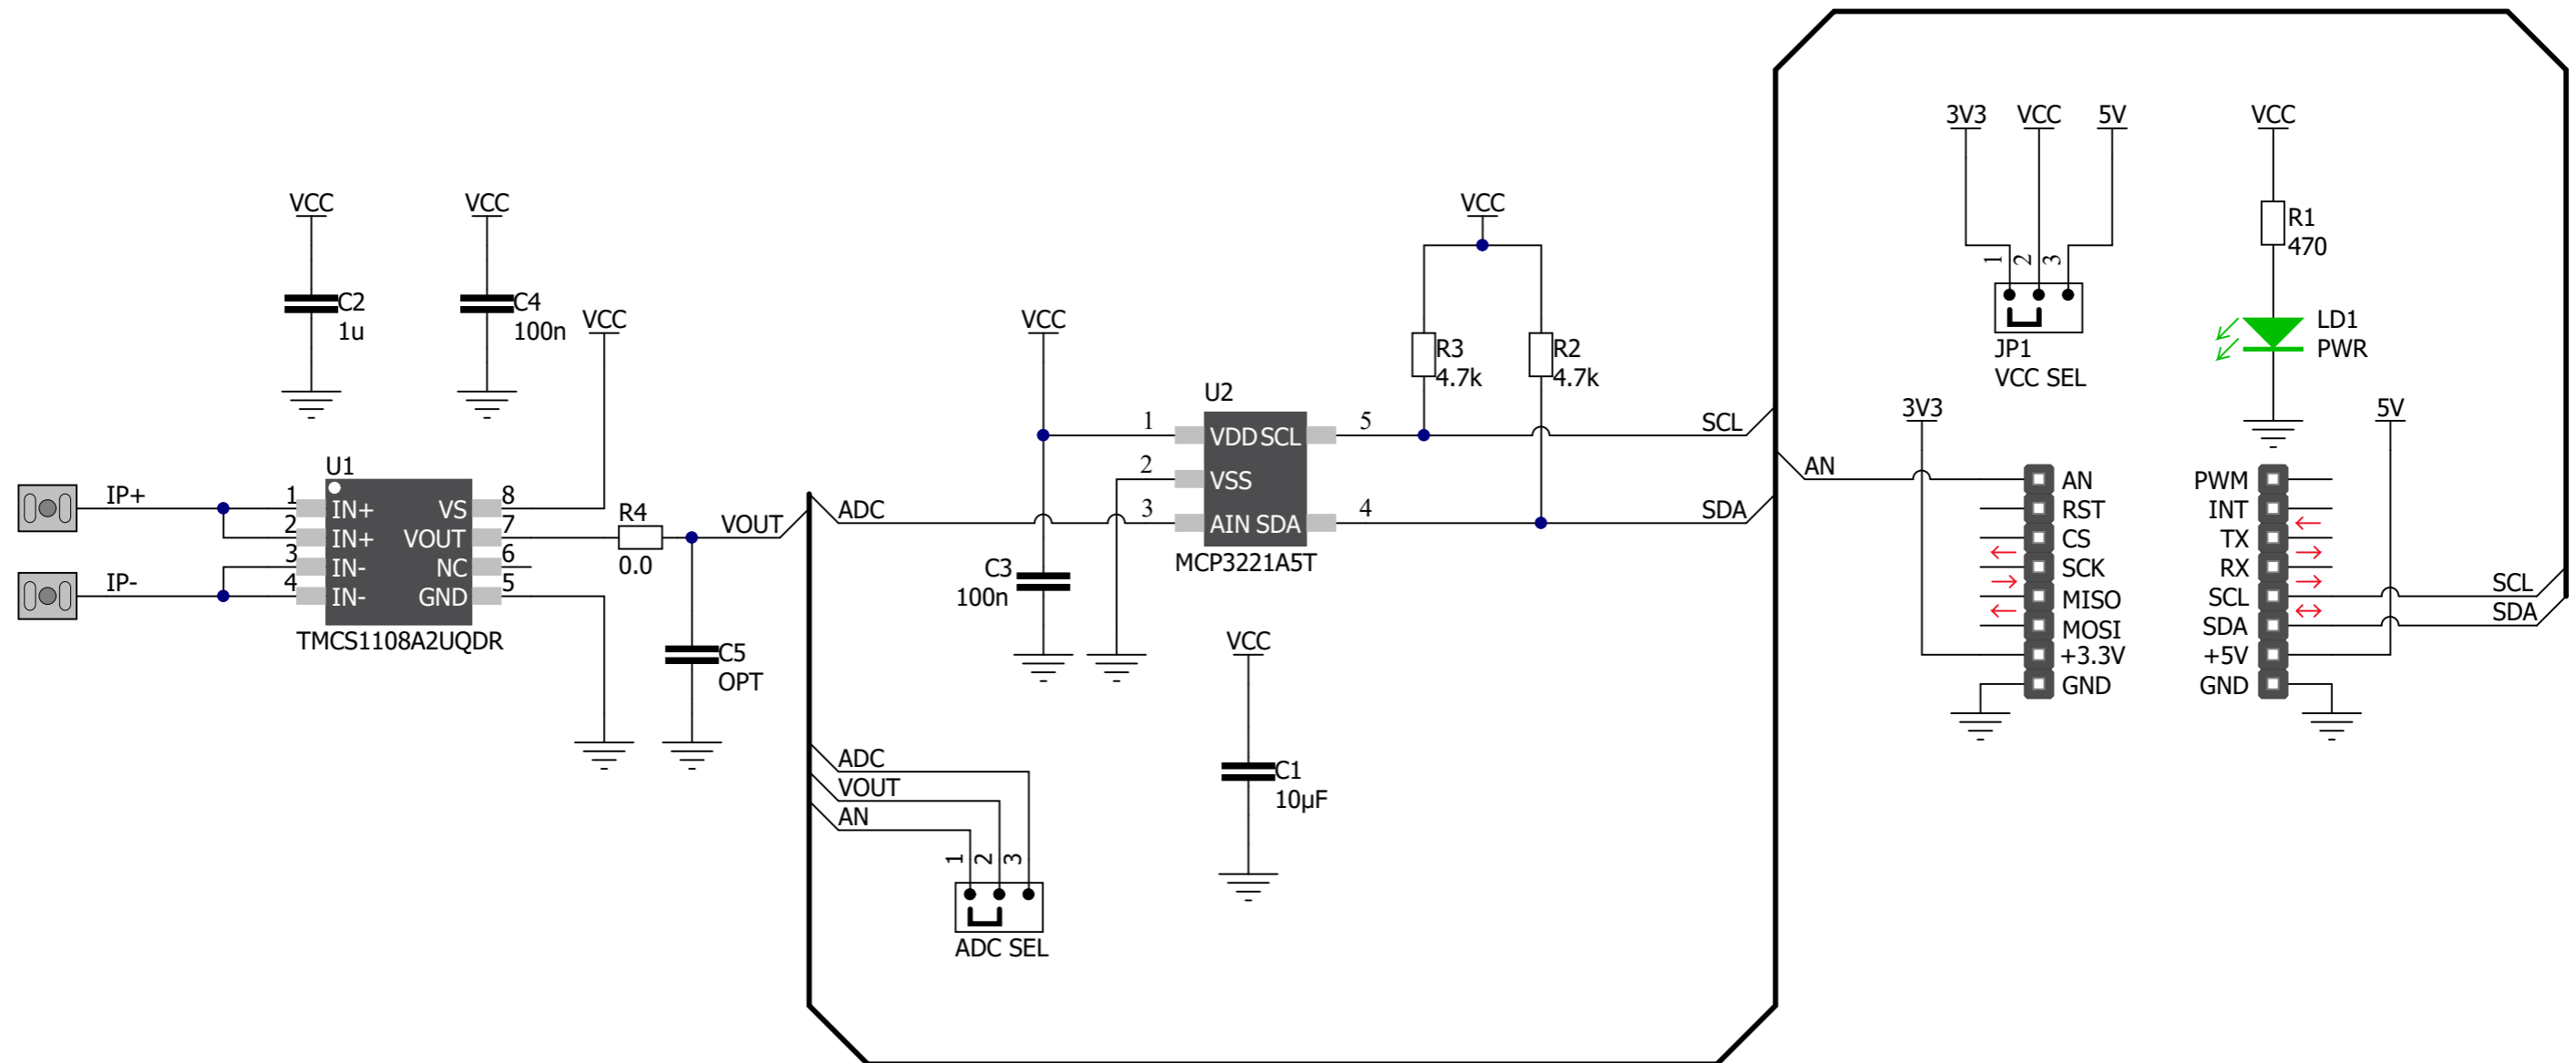 VCC
C2
1u
VCC
C4
100n
VCC
IP+
IP-
U1
1
2
3
4
IN+
IN+
IN-
IN-
VS
VOUT
NC
GND
8
7
6
5
TMCS1108A2UQDR
R4
0.0
C5
OPT
VOUT
ADC
VCC
C3
100n
U2
1
2
3
VDD
VSS
AIN
SCL
SDA
5
4
MCP3221A5T
VCC
R3
4.7k
R2
4.7k
SCL
SDA
VCC
C1
10µF
ADC
VOUT
AN
1
2
3
ADC SEL
3V3
VCC
5V
1
2
3
JP1
VCC SEL
VCC
R1
470
LD1
PWR
3V3
AN
AN
RST
CS
SCK
MISO
MOSI
+3.3V
GND
5V
PWM
INT
TX
RX
SCL
SDA
+5V
GND
SCL
SDA